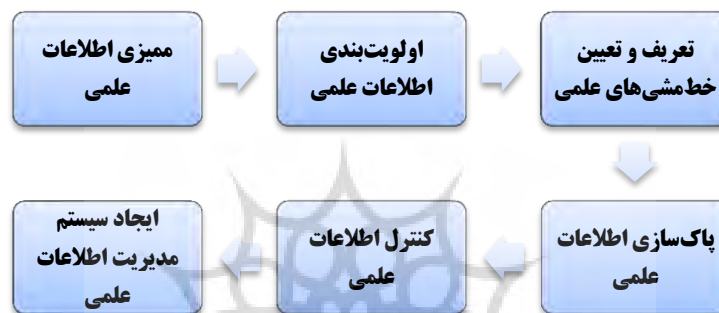 ممیزی اطلاعات
علمی
اولویت‌بندی
اطلاعات علمی
تعریف و تعیین
خط‌مشی‌های علمی
پاک‌سازی اطلاعات
علمی
کنترل اطلاعات
علمی
ایجاد سیستم
مدیریت اطلاعات
علمی